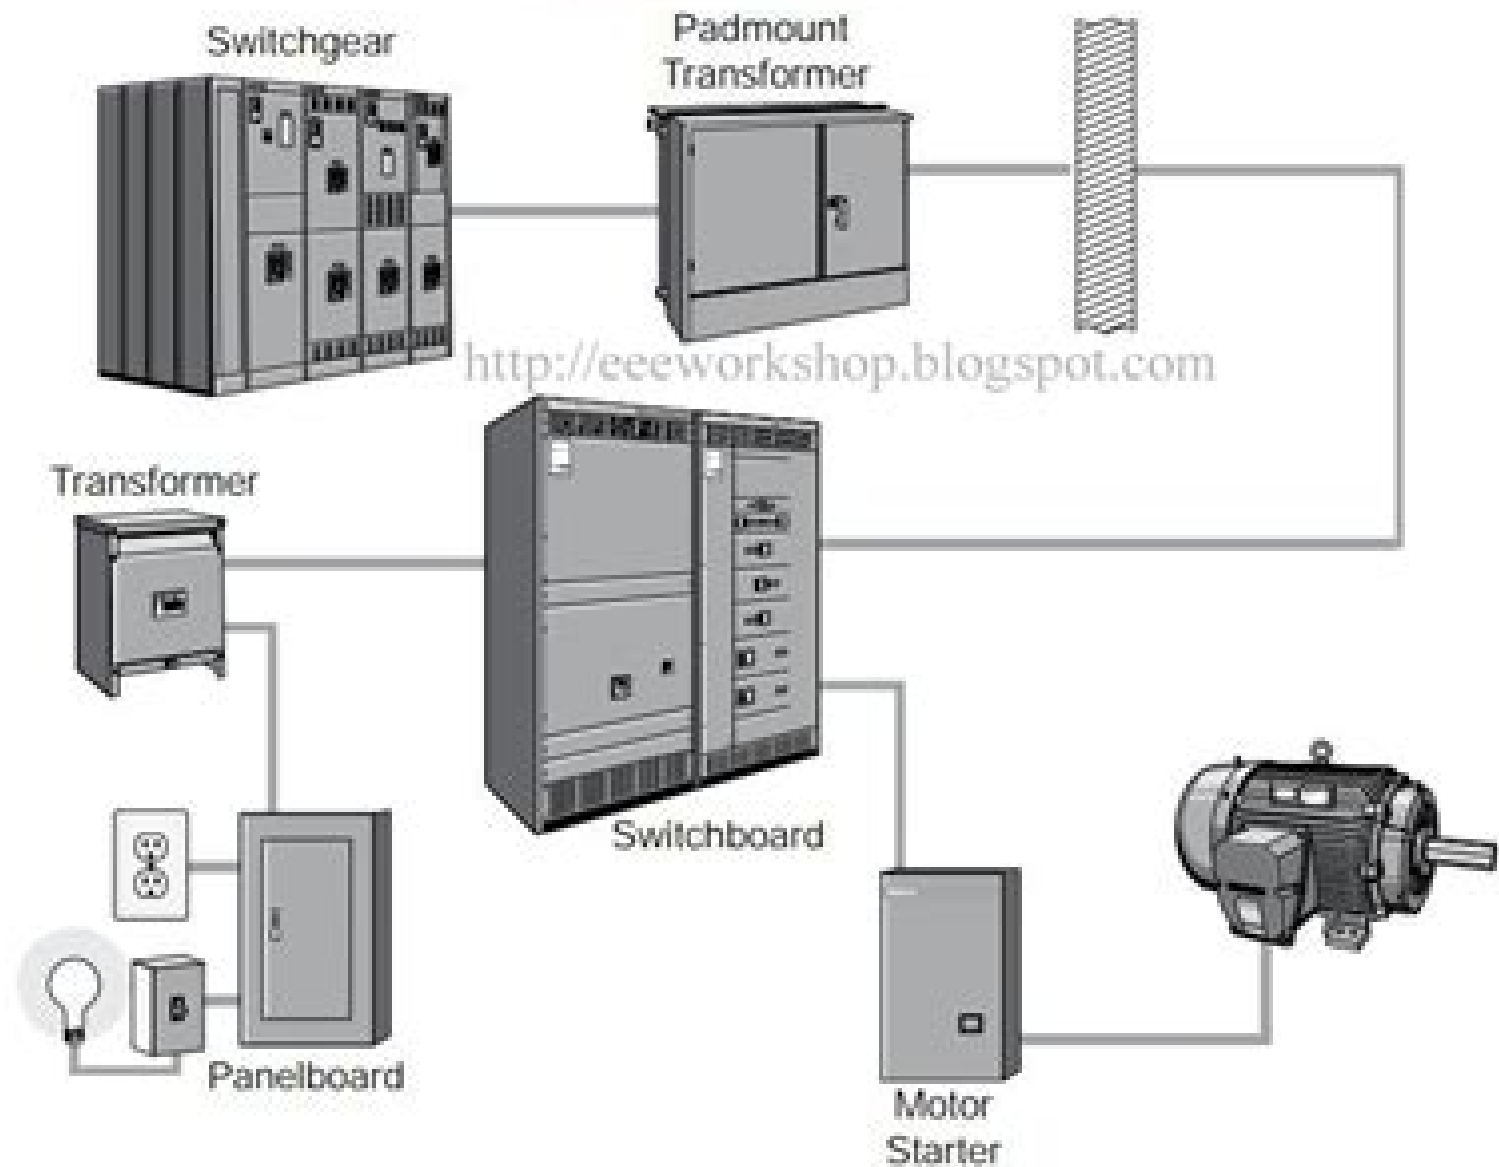 Switchgear
Padmount
Transformer
http://eeeworkshop.blogspot.com
Transformer
Switchboard
Panelboard
Motor
Starter